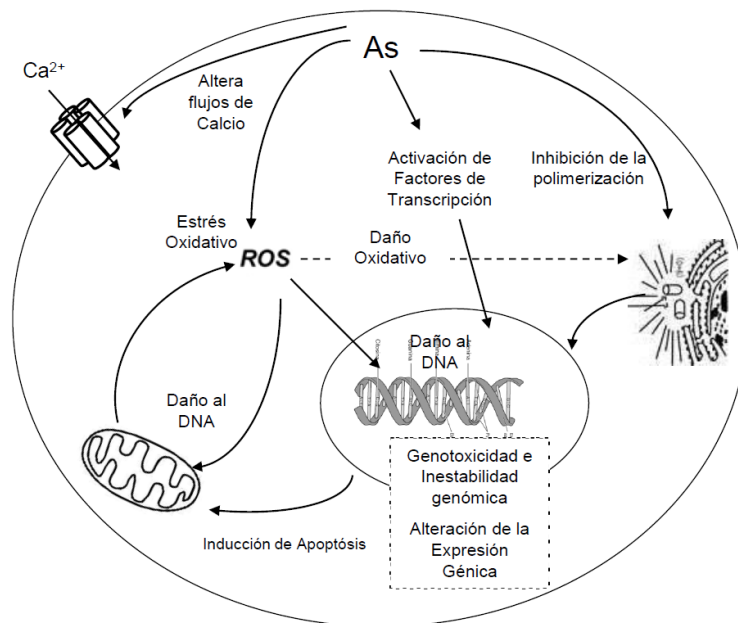 As
Ca²⁺
Altera
flujos de
Calcio
Activación de
Factores de
Transcripción
Inhibición de la
polimerización
Estrés
Oxidativo
ROS
Daño
Oxidativo
Daño al
DNA
Daño al
DNA
Genotoxicidad e
Inestabilidad
genómica
Alteración de la
Expresión
Génica
Inducción de Apoptósis